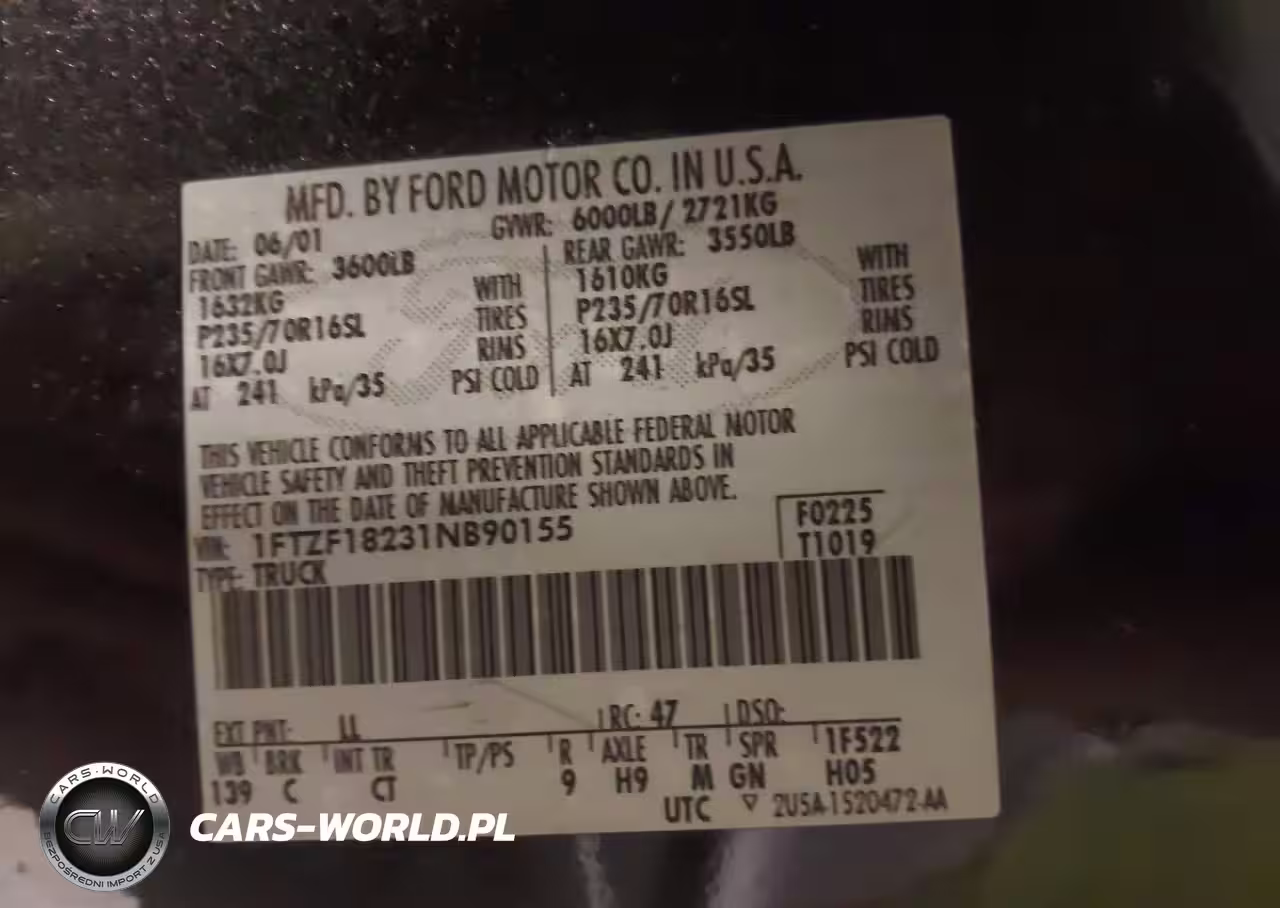 MFD. BY FORD MOTOR CO. IN U.S.A.
DATE: 06/01 GVWR: 6000LB/ 2721KG
FRONT GAWR: 3600LB REAR GAWR: 3550LB
1632KG WITH 1610KG WITH
P235/70R16SL TIRES P235/70R16SL TIRES
16X7.0J RIMS 16X7.0J RIMS
AT 241 kPa/35 PSI COLD AT 241 kPa/35 PSI COLD
THIS VEHICLE CONFORMS TO ALL APPLICABLE FEDERAL MOTOR
VEHICLE SAFETY AND THEFT PREVENTION STANDARDS IN
EFFECT ON THE DATE OF MANUFACTURE SHOWN ABOVE.
VIN: 1FTZF18231NB90155 F0225
TYPE: TRUCK T1019
EXT PNT: LL RC: 47 DSO:
WB BRK INT TR TP/PS R AXLE TR SPR 1F522
139 C CT 9 H9 M GN H05
UTC ▽ 2U5A-1520472-AA
CARS-WORLD
CW
BEZPOŚREDNI IMPORT Z USA
CARS-WORLD.PL